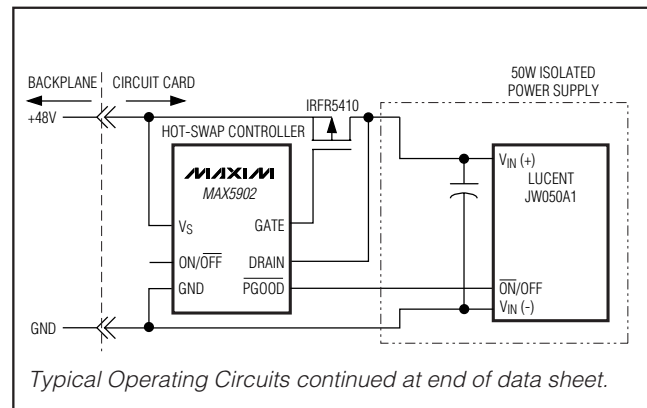 BACKPLANE
CIRCUIT CARD
50W ISOLATED
POWER SUPPLY
+48V
IRFR5410
HOT-SWAP CONTROLLER
MAXIM
MAX5902
VS
GATE
ON/OFF
DRAIN
GND
PGOOD
VIN (+)
LUCENT
JW050A1
ON/OFF
VIN (-)
GND
Typical Operating Circuits continued at end of data sheet.